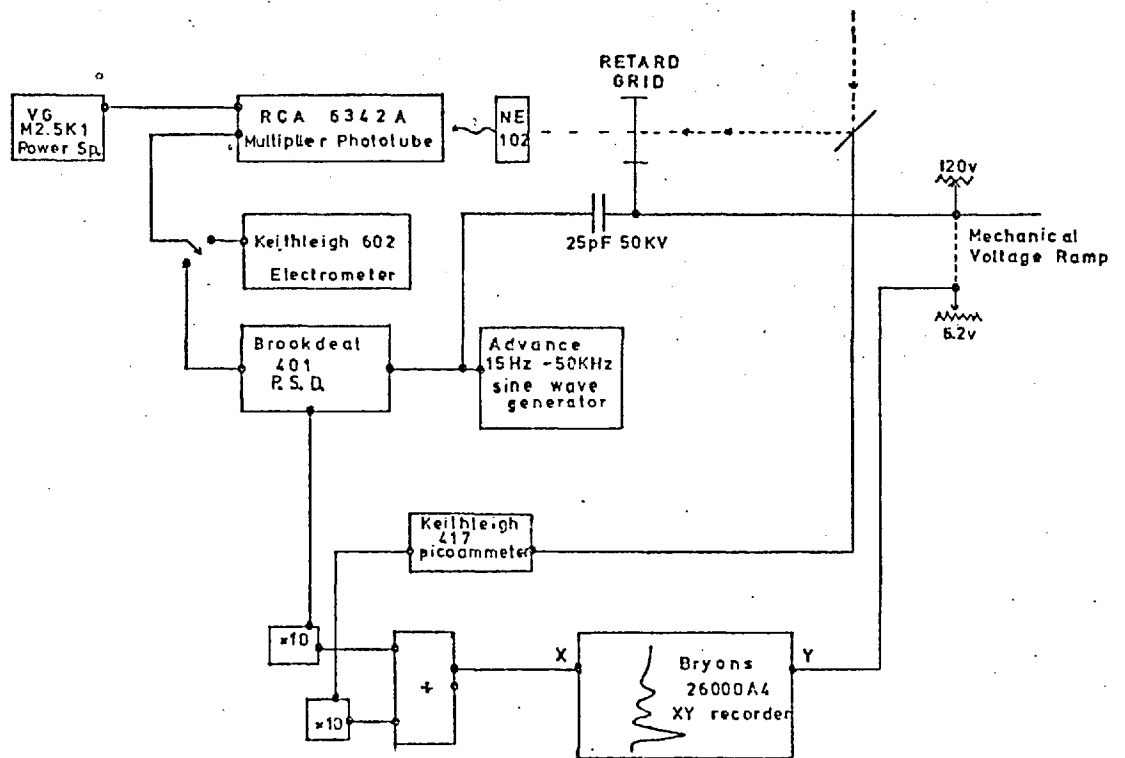 RETARD
GRID
VG
M2.5K1
Power Sp.
RCA 6342A
Multiplier Phototube
NE
102
120v
25pF 50KV
Mechanical
Voltage Ramp
Keithleigh 602
Electrometer
6.2v
Brookdeal
401
P.S.D.
Advance
15Hz -50KHz
sine wave
generator
Keithleigh
417
picoammeter
×10
×10
÷
X
Bryons
26000A4
XY recorder
Y